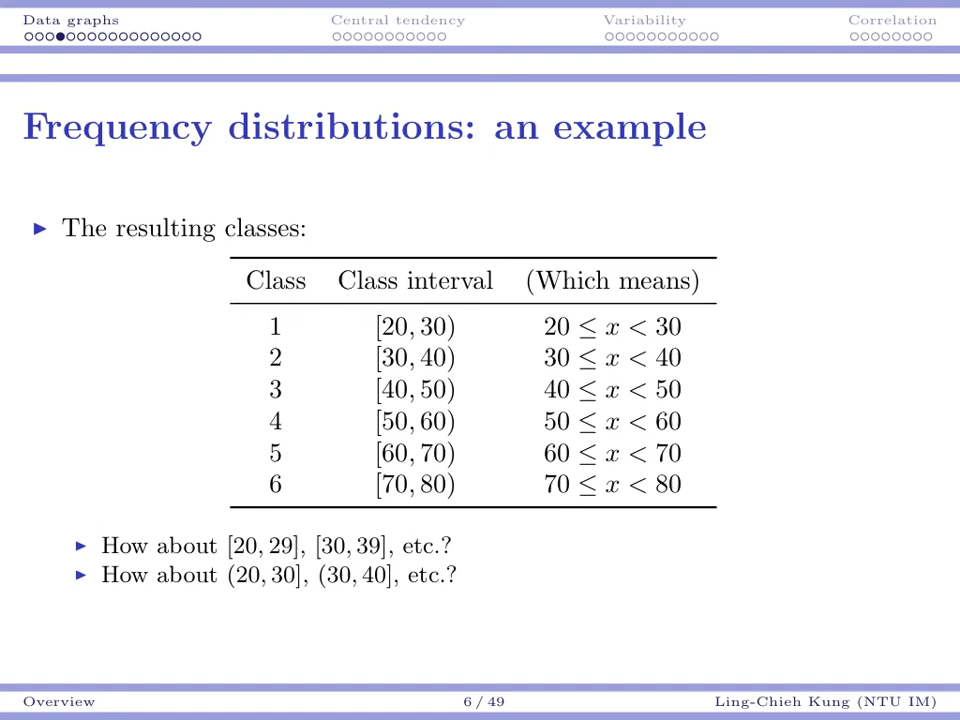 Data graphs Central tendency Variability Correlation
Frequency distributions: an example
▶ The resulting classes:
Class Class interval (Which means)
1 [20, 30) 20 ≤ x < 30
2 [30, 40) 30 ≤ x < 40
3 [40, 50) 40 ≤ x < 50
4 [50, 60) 50 ≤ x < 60
5 [60, 70) 60 ≤ x < 70
6 [70, 80) 70 ≤ x < 80
▶ How about [20, 29], [30, 39], etc.?
▶ How about (20, 30], (30, 40], etc.?
Overview 6 / 49 Ling-Chieh Kung (NTU IM)